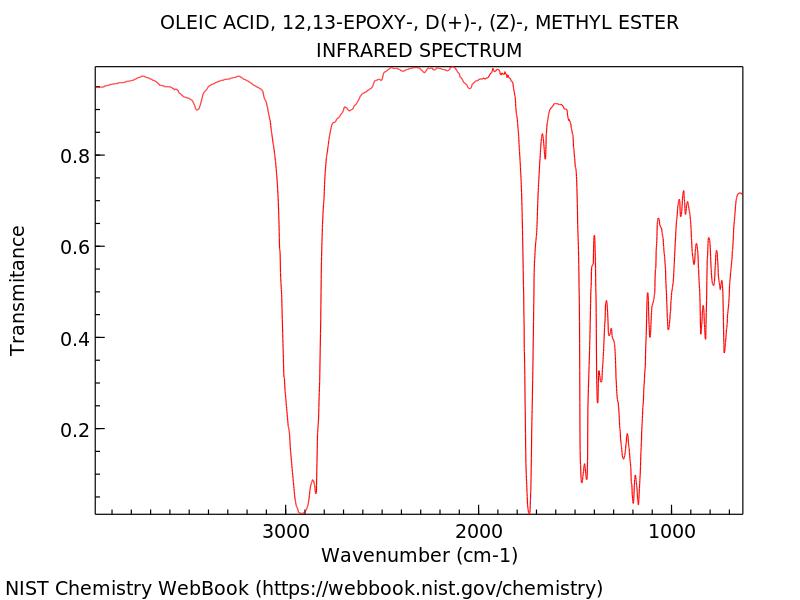 OLEIC ACID, 12,13-EPOXY-, D(+)-, (Z)-, METHYL ESTER
INFRARED SPECTRUM
0.8
0.6
0.4
0.2
Transmitance
3000 2000 1000
Wavenumber (cm-1)
NIST Chemistry WebBook (https://webbook.nist.gov/chemistry)